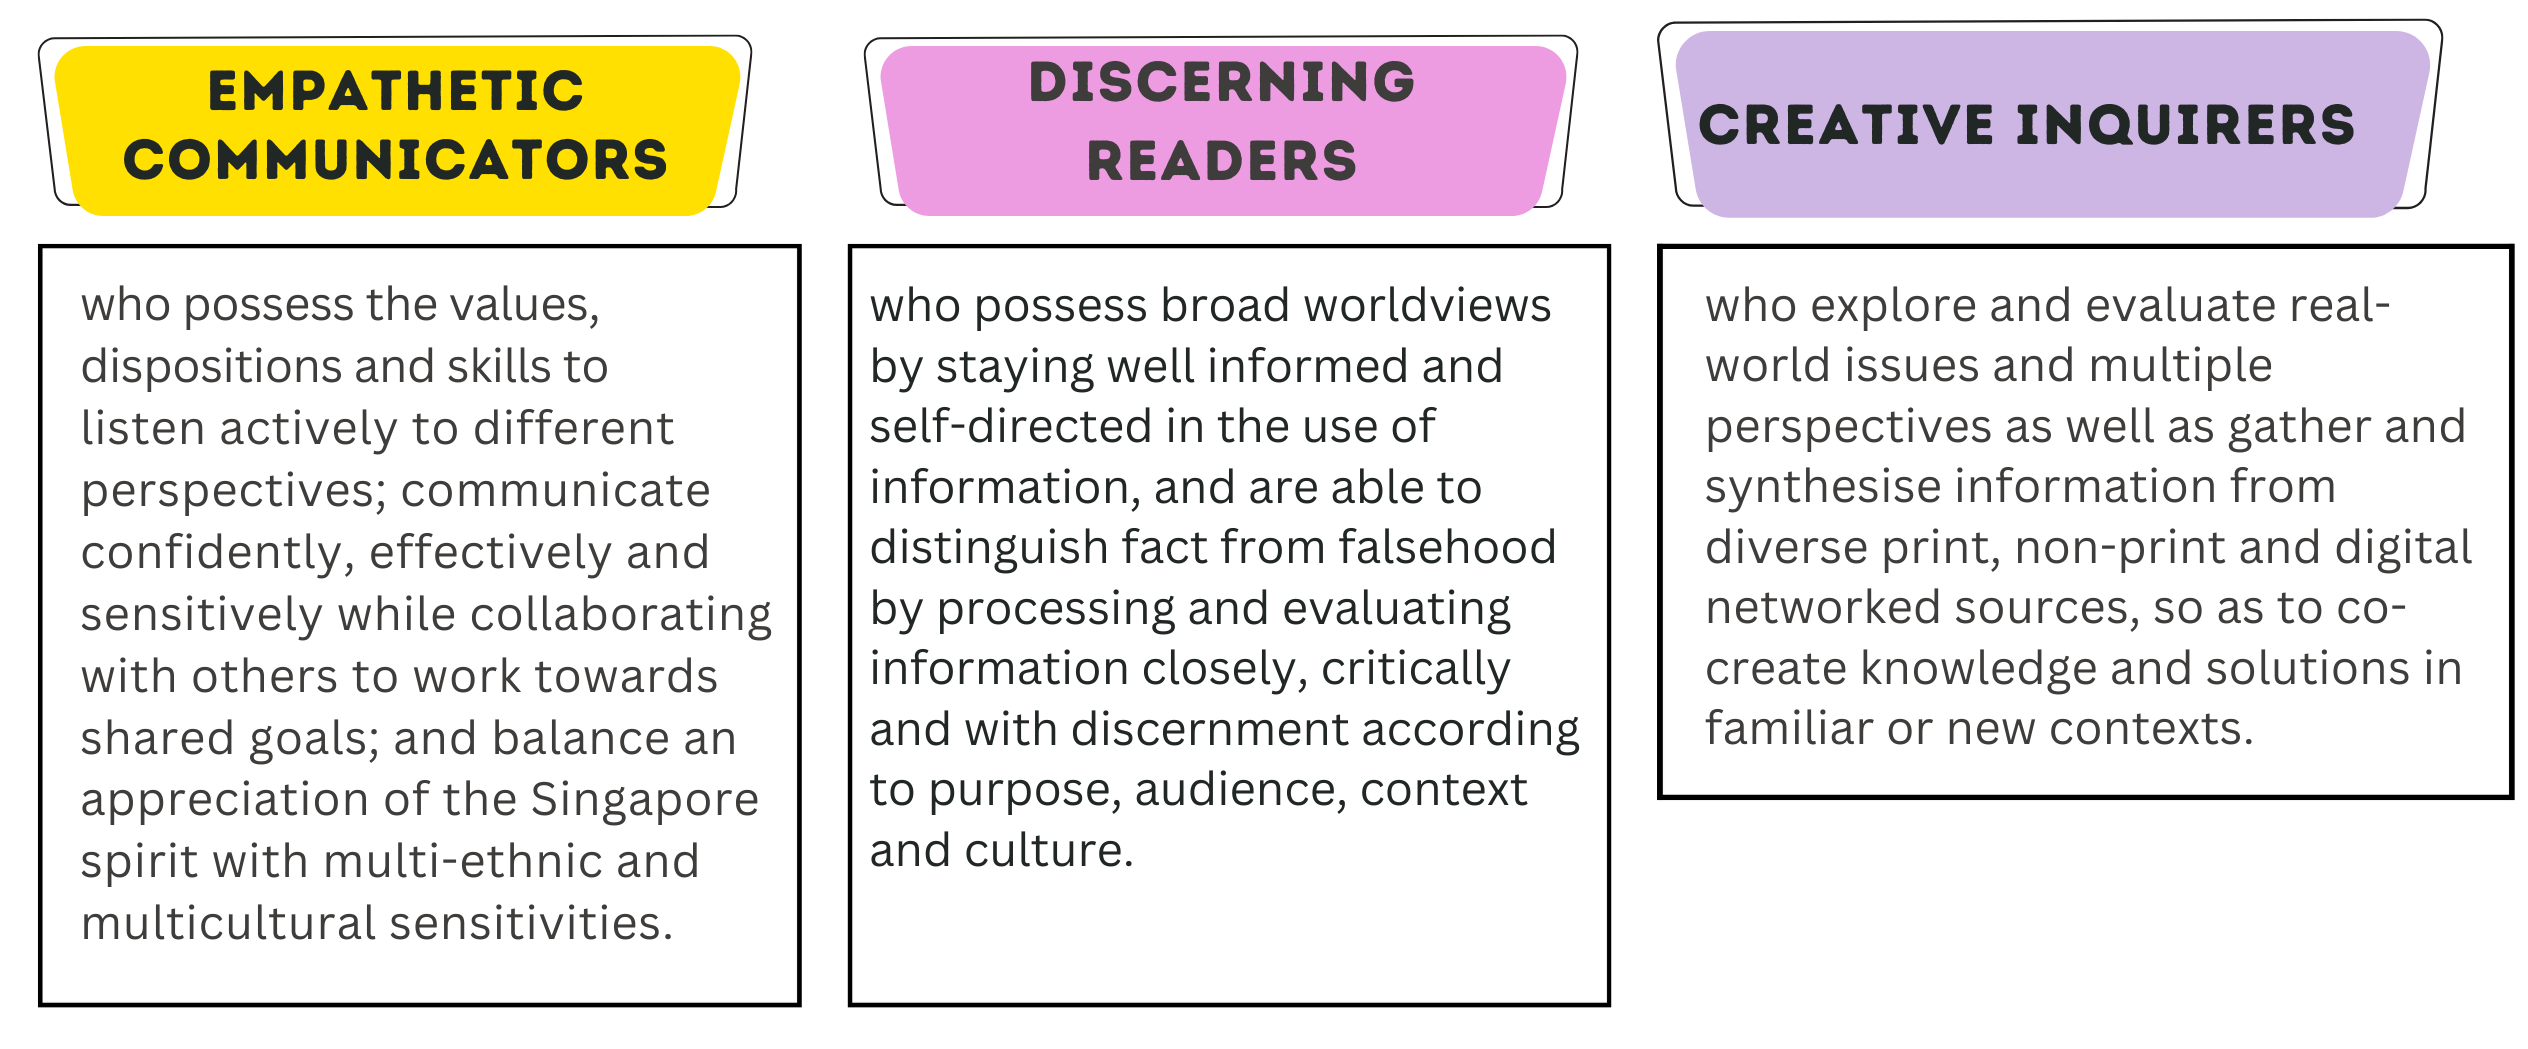 EMPATHETIC
COMMUNICATORS
who possess the values,
dispositions and skills to
listen actively to different
perspectives; communicate
confidently, effectively and
sensitively while collaborating
with others to work towards
shared goals; and balance an
appreciation of the Singapore
spirit with multi-ethnic and
multicultural sensitivities.
DISCERNING
READERS
who possess broad worldviews
by staying well informed and
self-directed in the use of
information, and are able to
distinguish fact from falsehood
by processing and evaluating
information closely, critically
and with discernment according
to purpose, audience, context
and culture.
CREATIVE INQUIRERS
who explore and evaluate real-
world issues and multiple
perspectives as well as gather and
synthesise information from
diverse print, non-print and digital
networked sources, so as to co-
create knowledge and solutions in
familiar or new contexts.